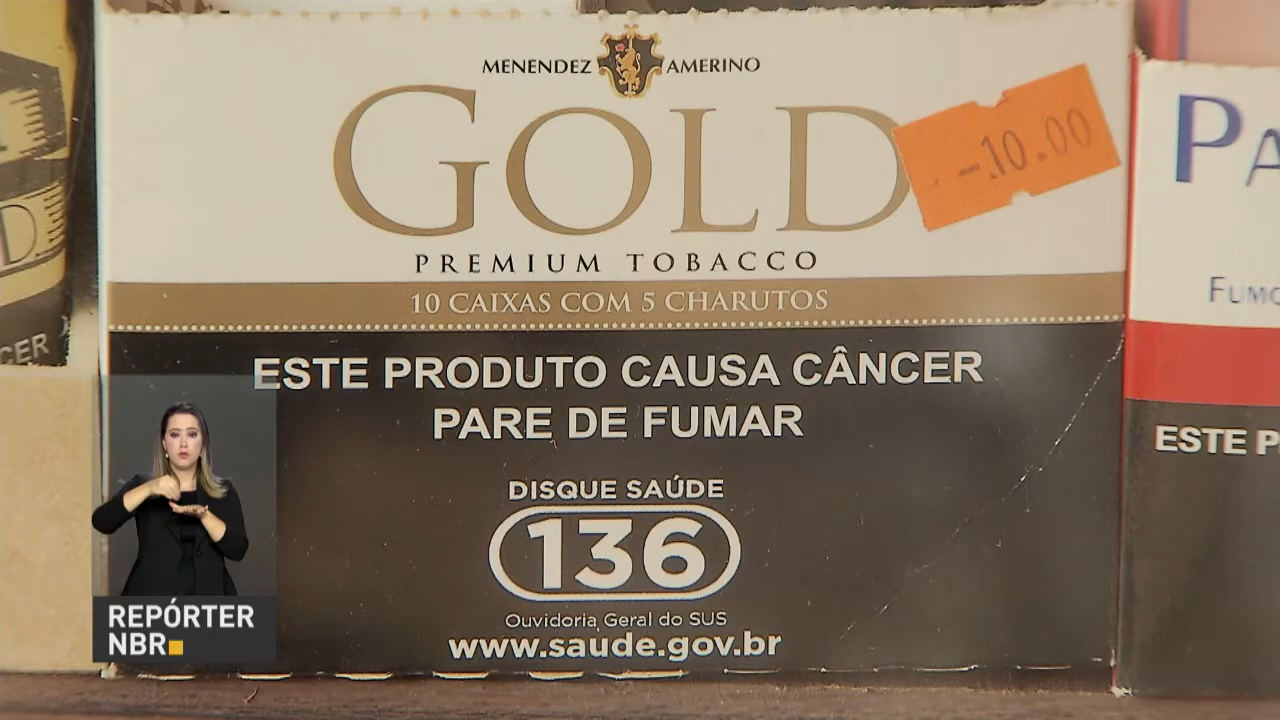 MENENDEZ AMERINO
GOLD
-10.00
PREMIUM TOBACCO
10 CAIXAS COM 5 CHARUTOS
ESTE PRODUTO CAUSA CÂNCER
PARE DE FUMAR
DISQUE SAÚDE
136
Ouvidoria Geral do SUS
www.saude.gov.br
REPÓRTER
NBR
ESTE P